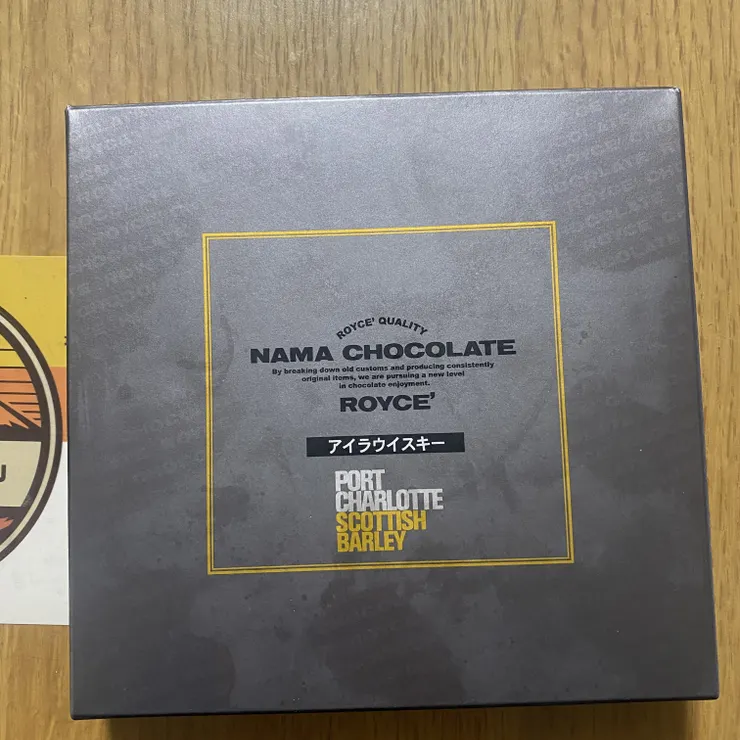 ROYCE' QUALITY
NAMA CHOCOLATE
By breaking down old customs and producing consistently
original items, we are pursuing a new level
in chocolate enjoyment.
ROYCE'
アイラウイスキー
PORT
CHARLOTTE
SCOTTISH
BARLEY